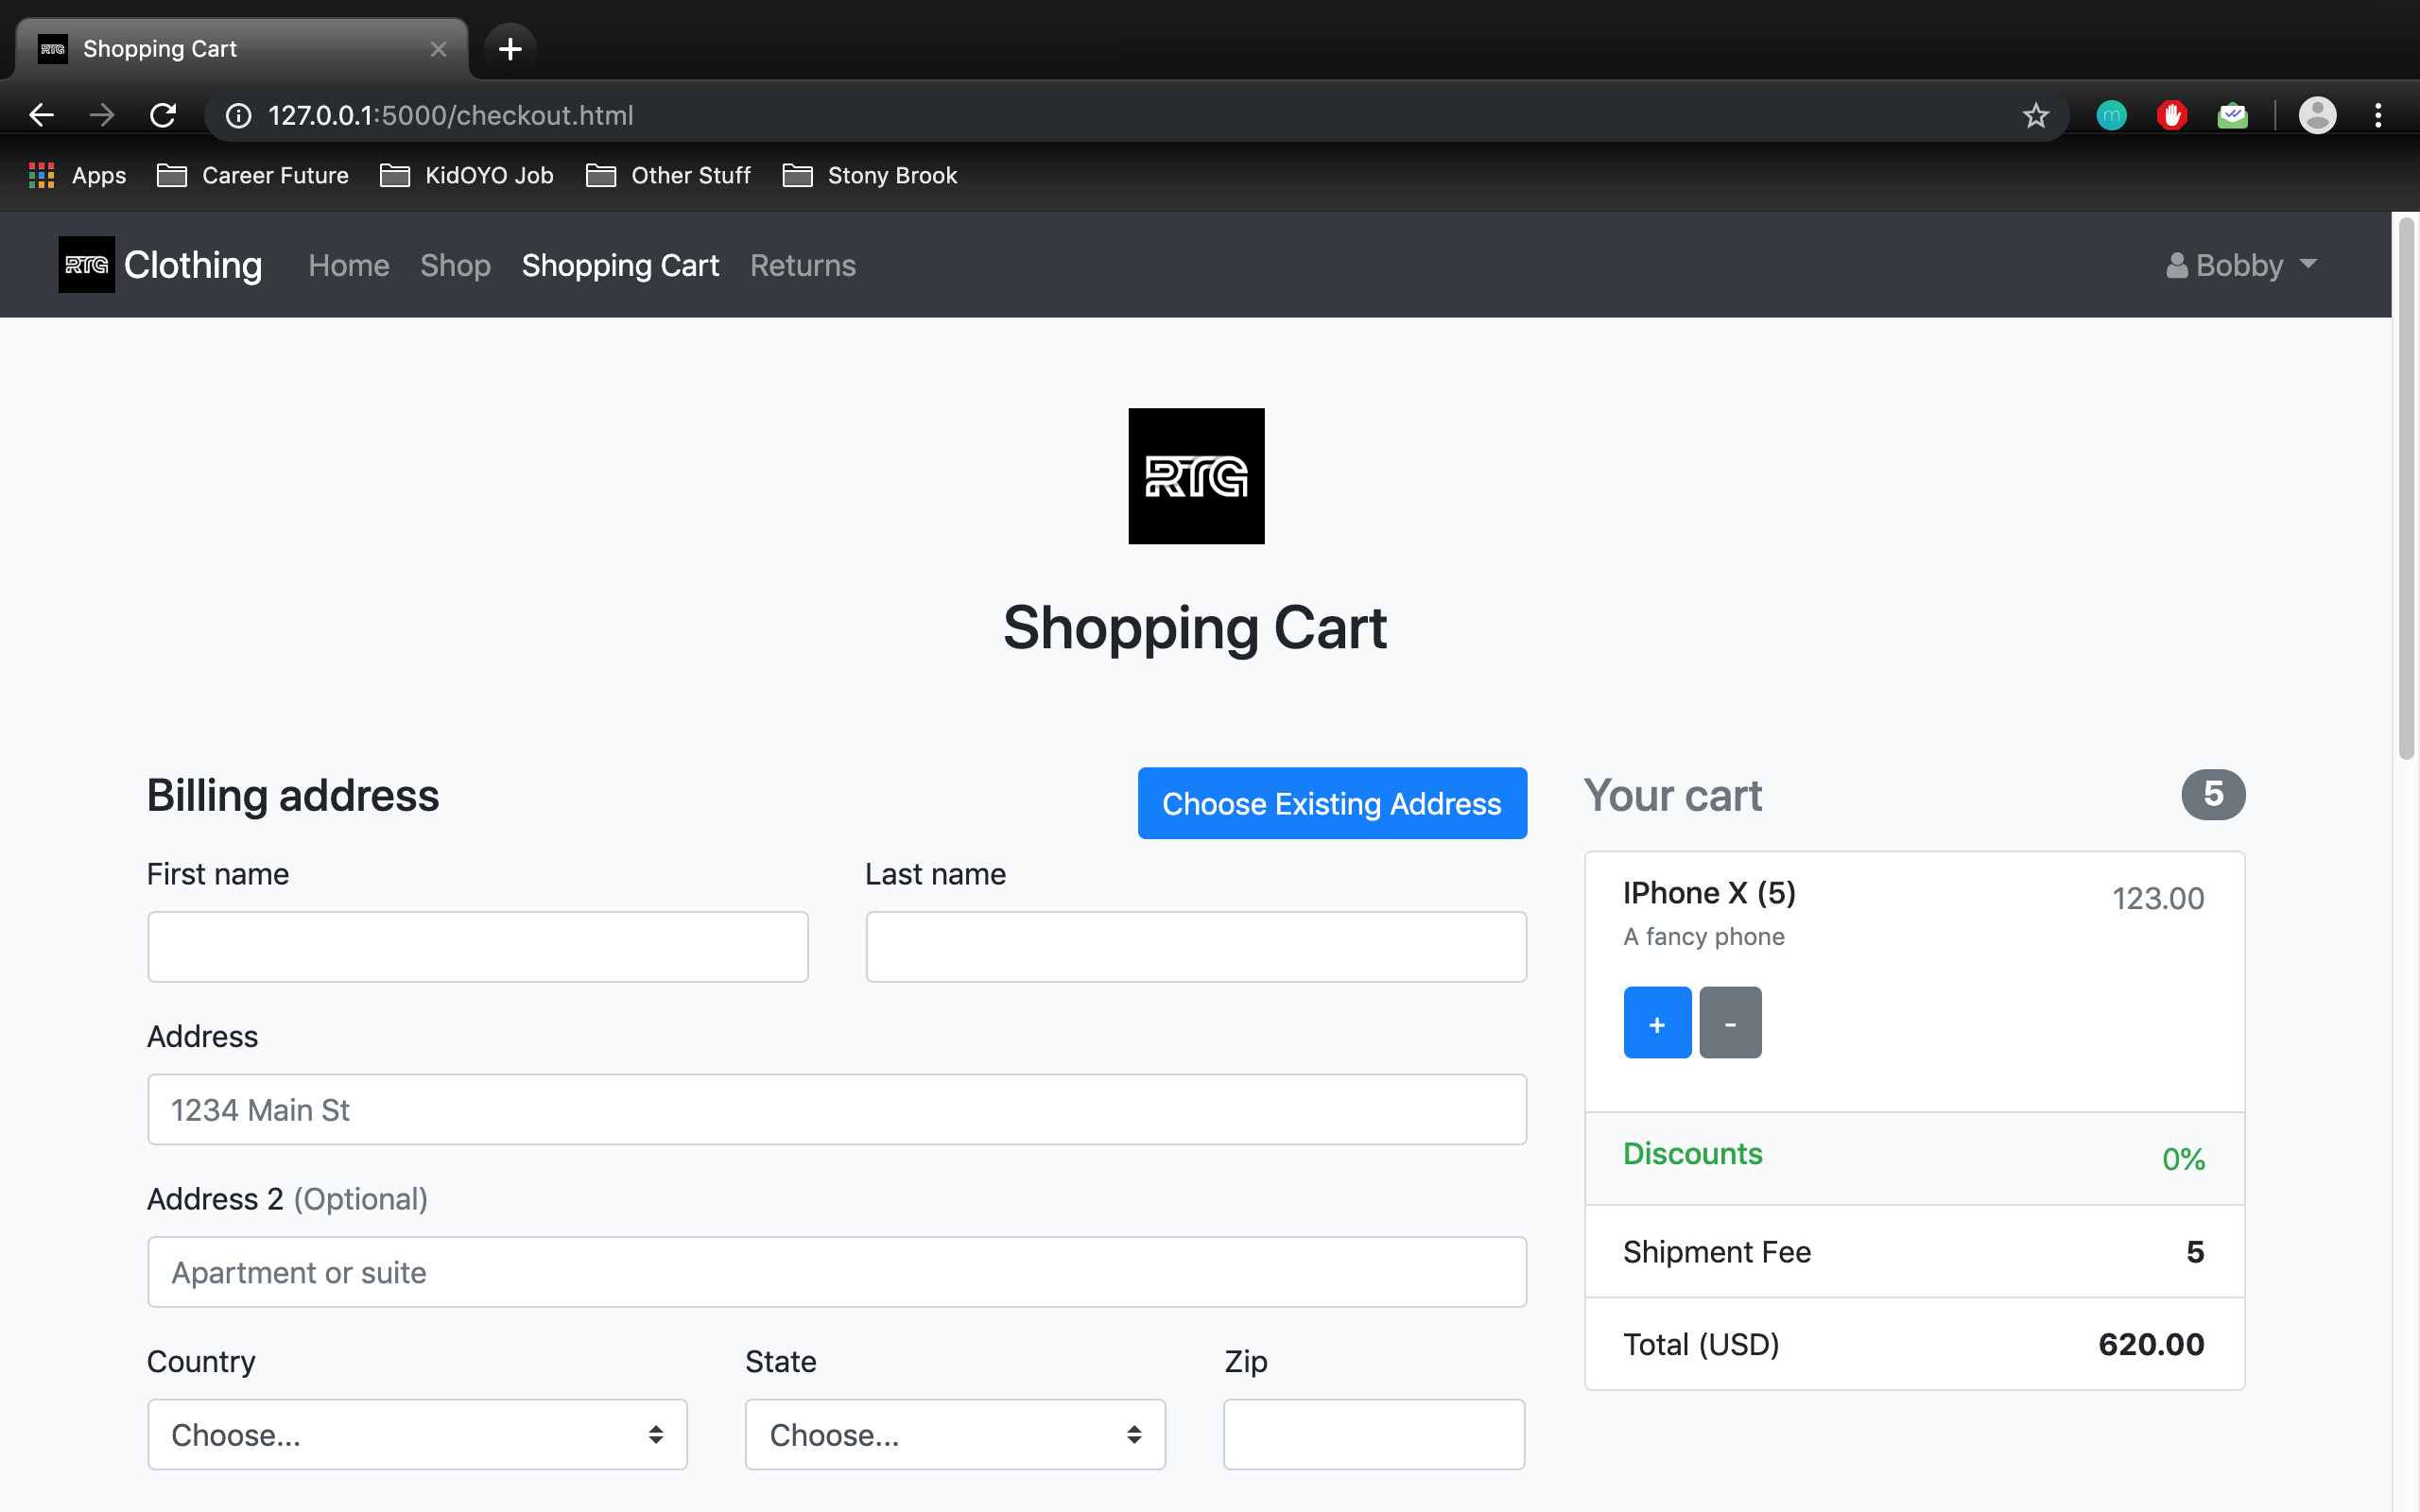 RTG Shopping Cart
127.0.0.1:5000/checkout.html
m
Apps Career Future KidOYO Job Other Stuff Stony Brook
RTG Clothing Home Shop Shopping Cart Returns Bobby
RTG
Shopping Cart
Billing address
Choose Existing Address
First name
Last name
Address
1234 Main St
Address 2 (Optional)
Apartment or suite
Country
State
Zip
Choose...
Choose...
Your cart 5
IPhone X (5) 123.00
A fancy phone
+ -
Discounts 0%
Shipment Fee 5
Total (USD) 620.00